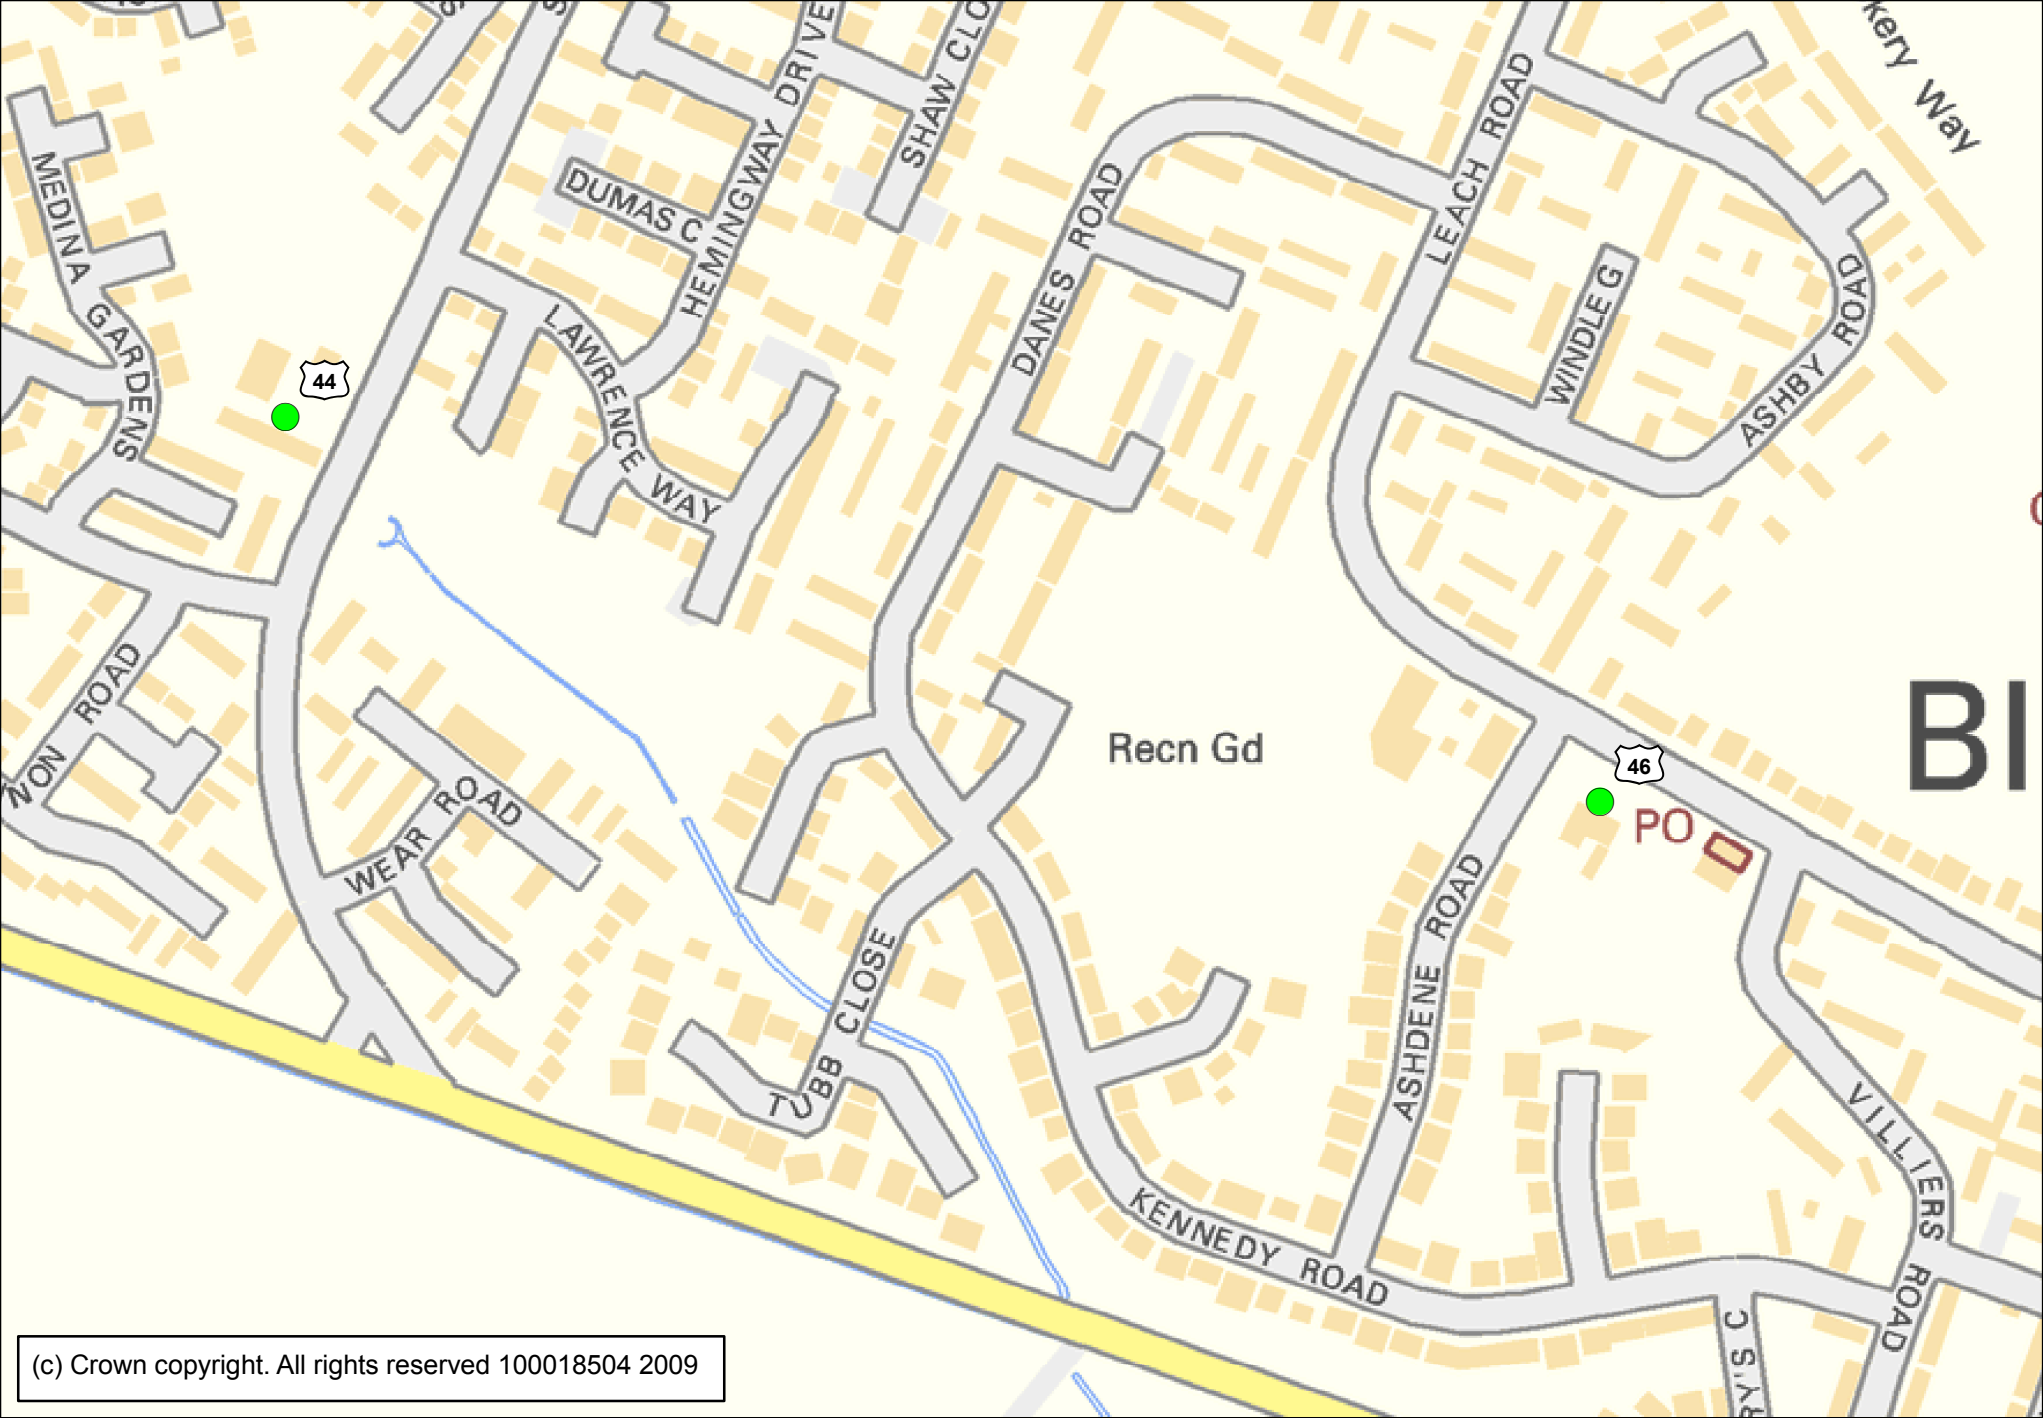 kery Way
DRIVE
HEMINGWAY
SHAW CLO
LEACH ROAD
MEDINA GARDENS
DUMAS C
DANES ROAD
WINDLE G
ASHBY ROAD
LAWRENCE WAY
44
NON ROAD
WEAR ROAD
Recn Gd
BI
46
PO
ASHDENE ROAD
TUBB CLOSE
VILLIERS ROAD
KENNEDY ROAD
RY'S C
(c) Crown copyright. All rights reserved 100018504 2009